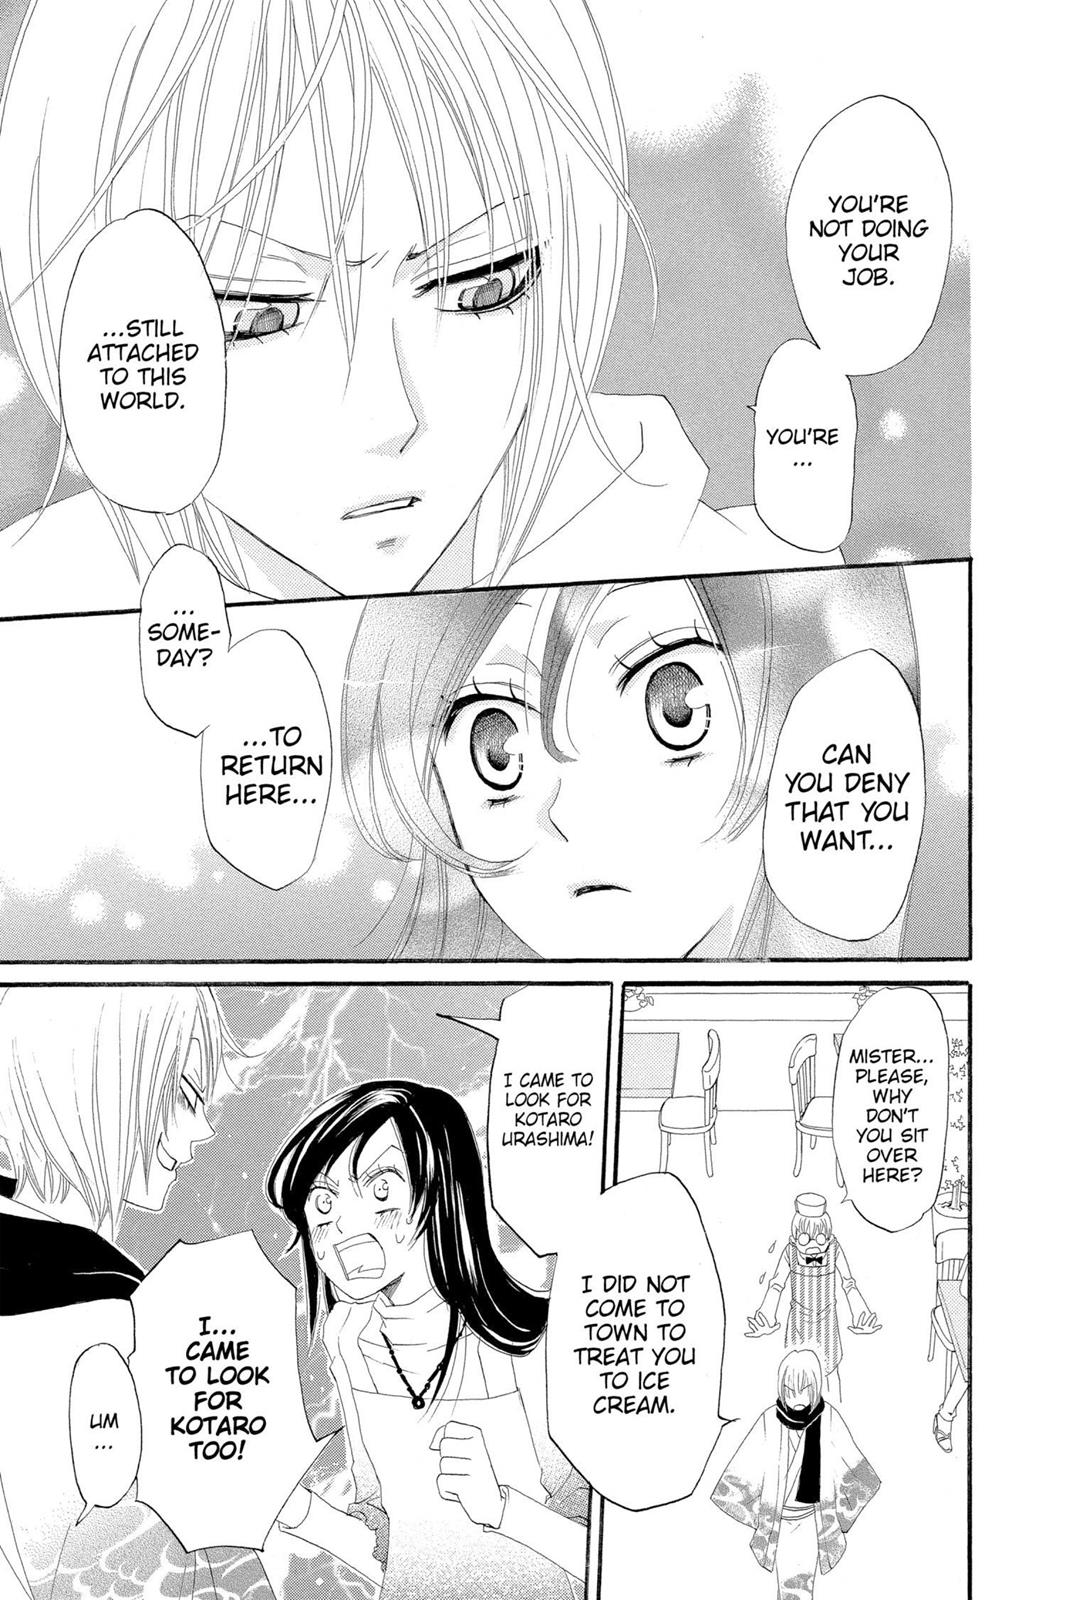 YOU'RE
NOT DOING
YOUR
JOB.
YOU'RE
...
...STILL
ATTACHED
TO THIS
WORLD.
CAN
YOU DENY
THAT YOU
WANT...
...TO
RETURN
HERE...
...
SOME-
DAY?
MISTER...
PLEASE,
WHY
DON'T
YOU SIT
OVER
HERE?
I DID NOT
COME TO
TOWN TO
TREAT YOU
TO ICE
CREAM.
I CAME TO
LOOK FOR
KOTARO
URASHIMA!
I...
CAME
TO LOOK
FOR
KOTARO
TOO!
UM
...